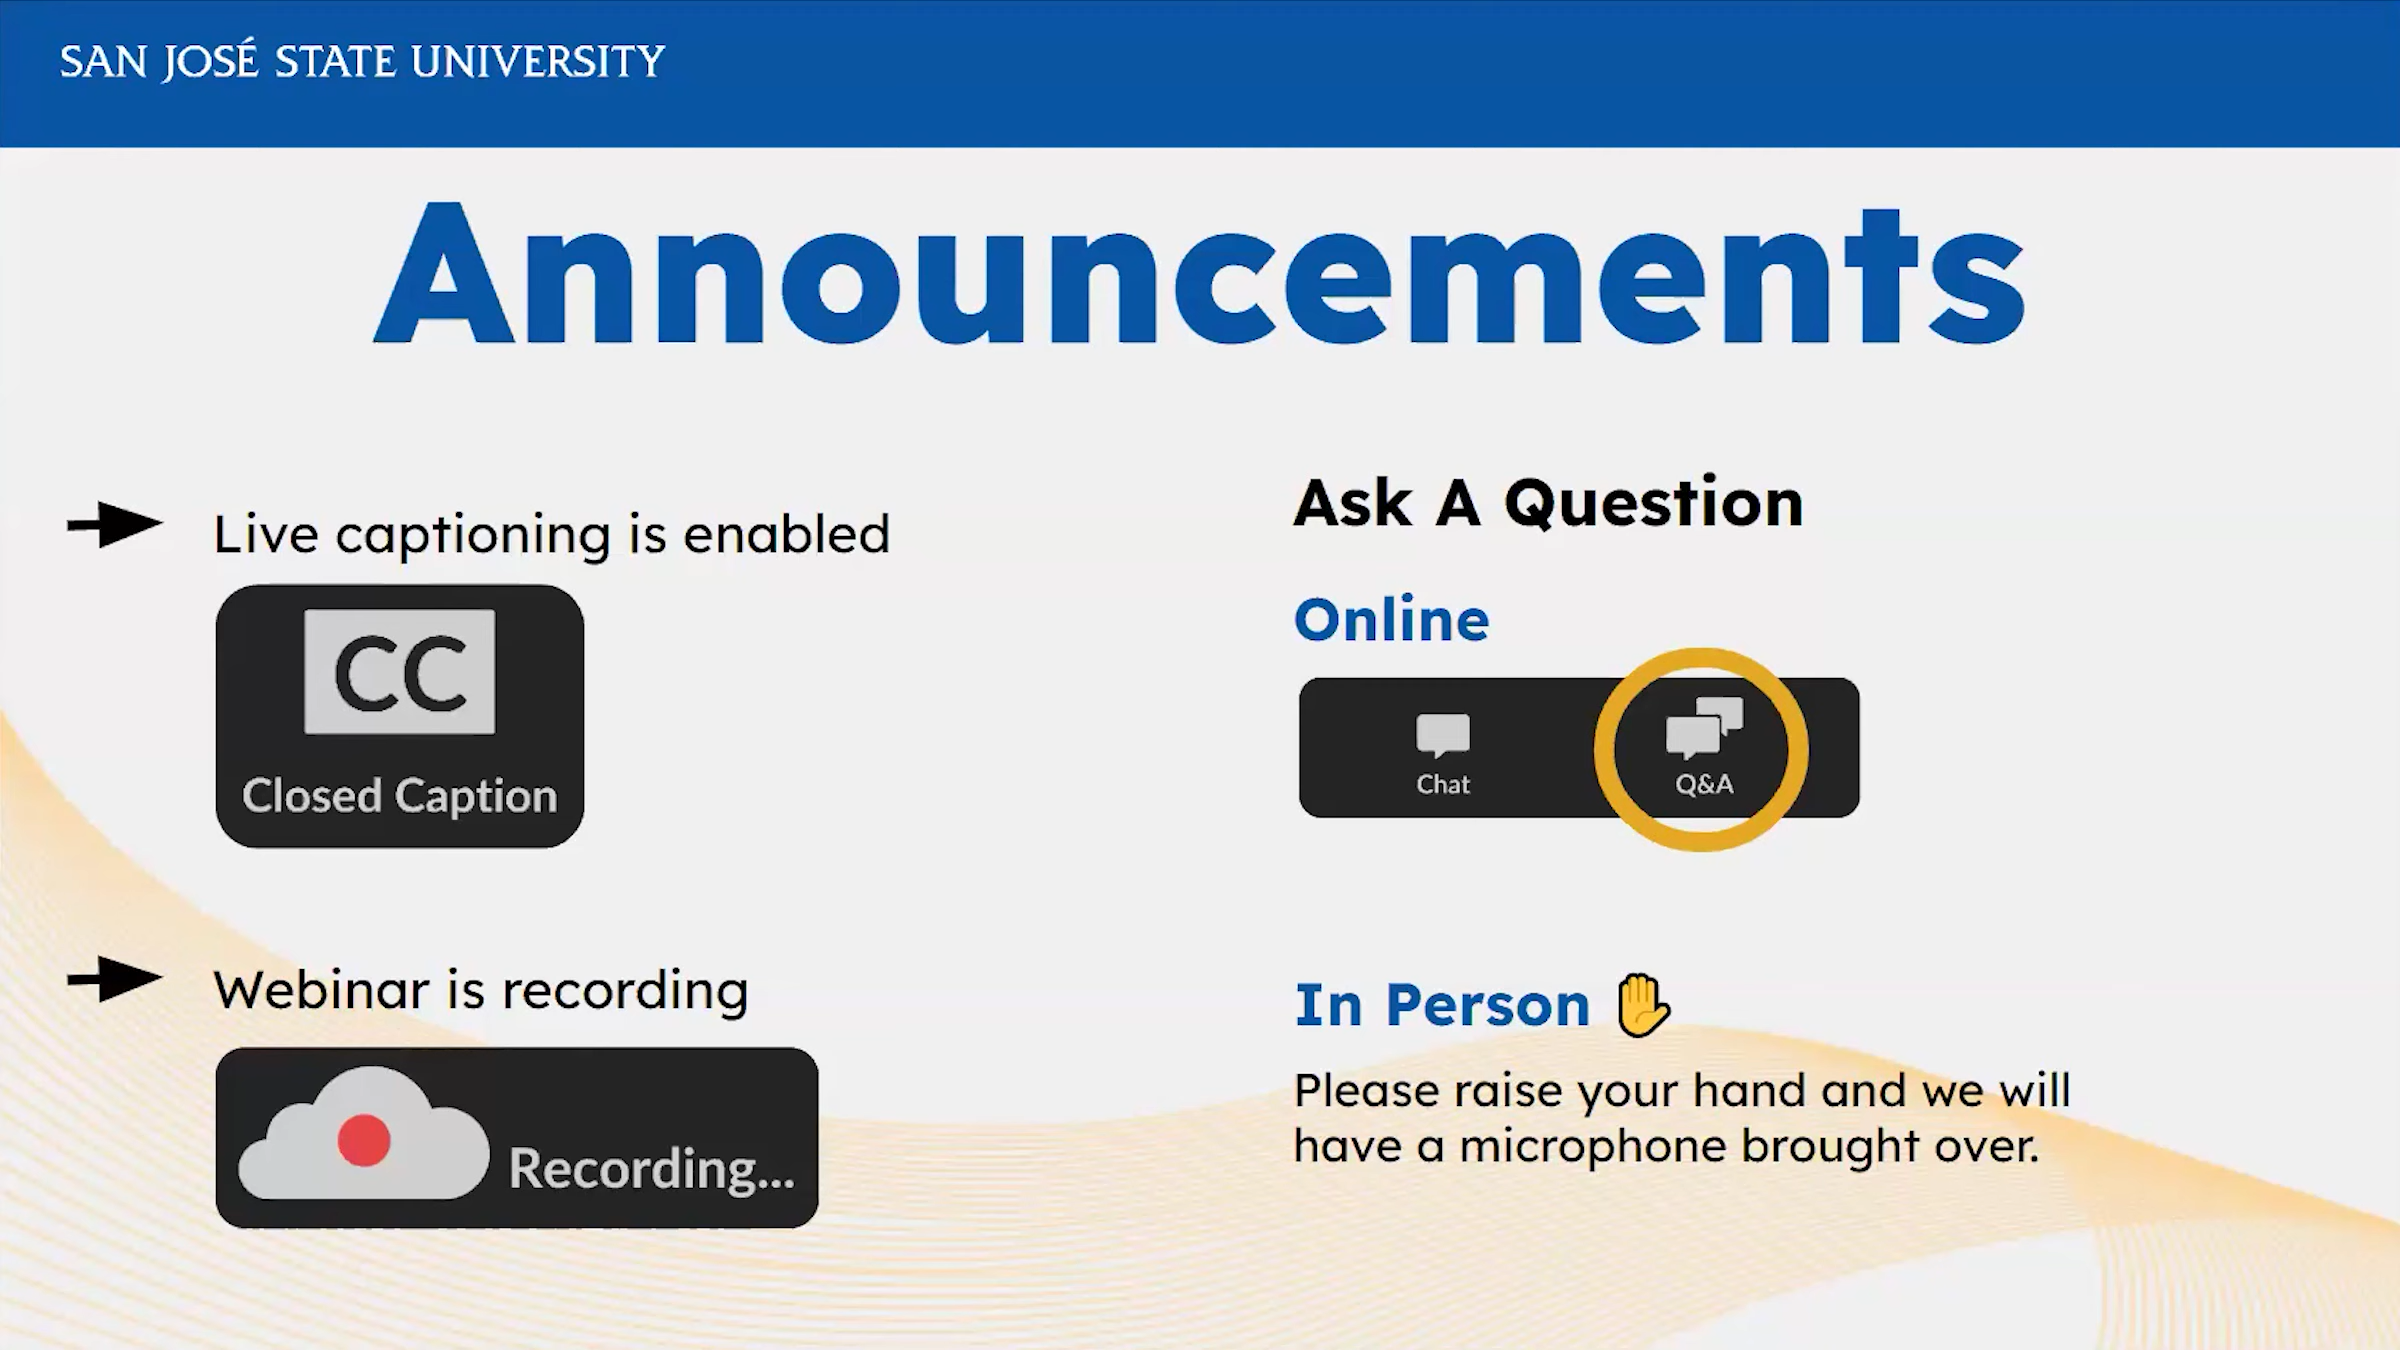 SAN JOSÉ STATE UNIVERSITY
Announcements
Live captioning is enabled
CC
Closed Caption
Webinar is recording
Recording...
Ask A Question
Online
Chat
Q&A
In Person ✋
Please raise your hand and we will
have a microphone brought over.